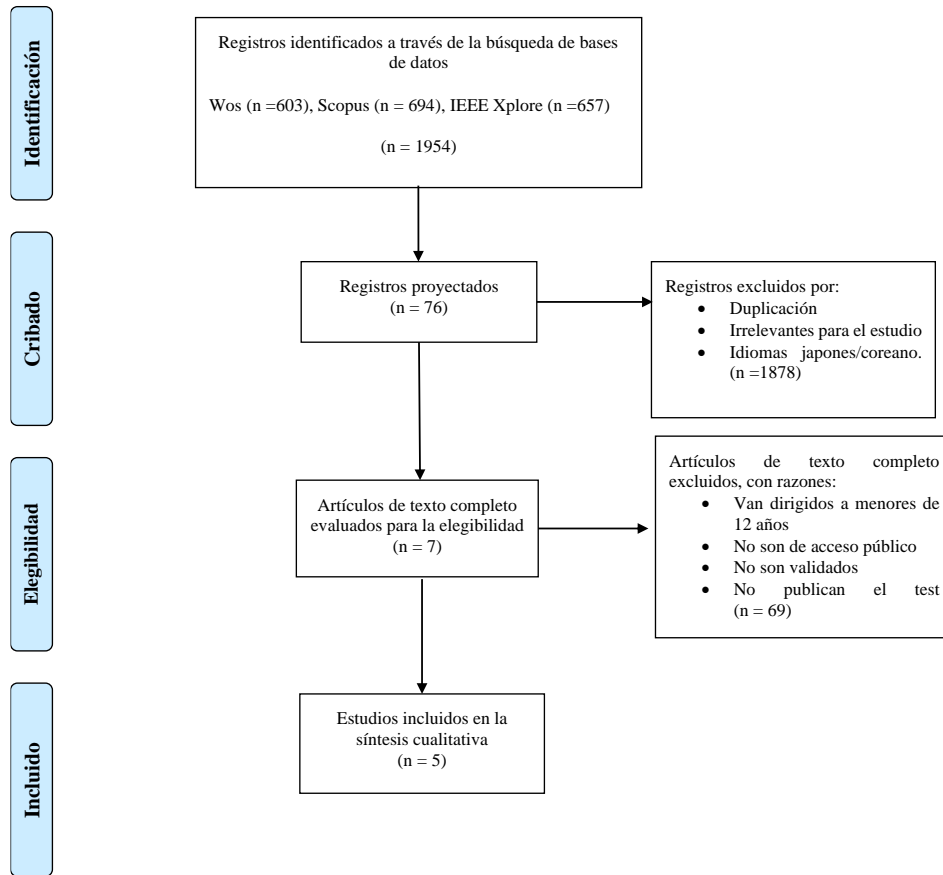 Identificación
Registros identificados a través de la búsqueda de bases
de datos
Wos (n =603), Scopus (n = 694), IEEE Xplore (n =657)
(n = 1954)
Cribado
Registros proyectados
(n = 76)
Registros excluidos por:
• Duplicación
• Irrelevantes para el estudio
• Idiomas japones/coreano.
(n =1878)
Elegibilidad
Artículos de texto completo
evaluados para la elegibilidad
(n = 7)
Artículos de texto completo
excluidos, con razones:
• Van dirigidos a menores de
12 años
• No son de acceso público
• No son validados
• No publican el test
(n = 69)
Incluido
Estudios incluidos en la
síntesis cualitativa
(n = 5)